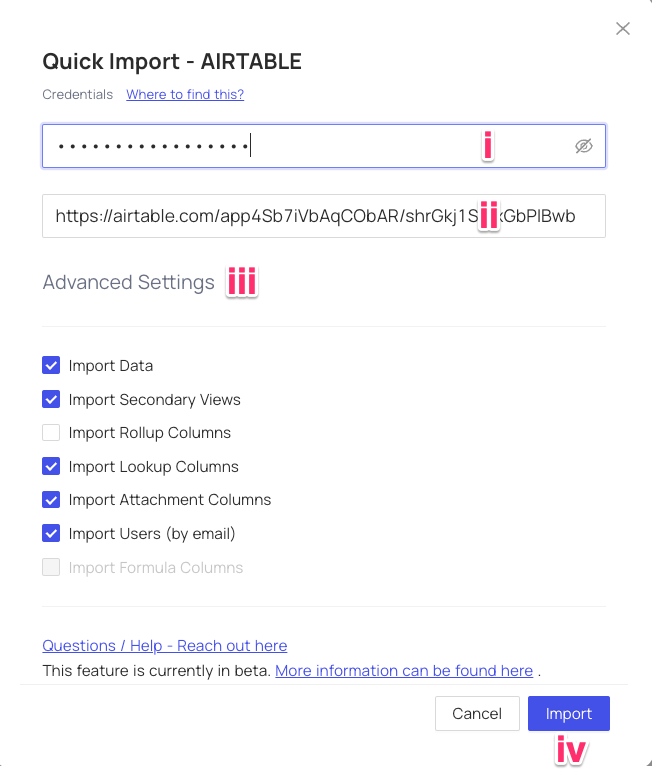 Quick Import - AIRTABLE
Credentials Where to find this?
•••••••••••••••• i
https://airtable.com/app4Sb7iVbAqCObAR/ ii
Advanced Settings iii
Import Data
Import Secondary Views
Import Rollup Columns
Import Lookup Columns
Import Attachment Columns
Import Users (by email)
Import Formula Columns
Questions / Help - Reach out here
This feature is currently in beta. More information can be found here .
Cancel Import
iv